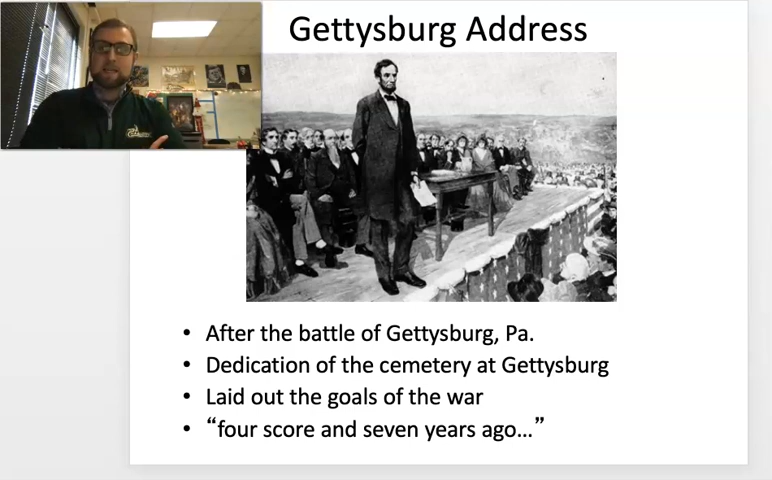 Gettysburg Address
• After the battle of Gettysburg, Pa.
• Dedication of the cemetery at Gettysburg
• Laid out the goals of the war
• “four score and seven years ago…”